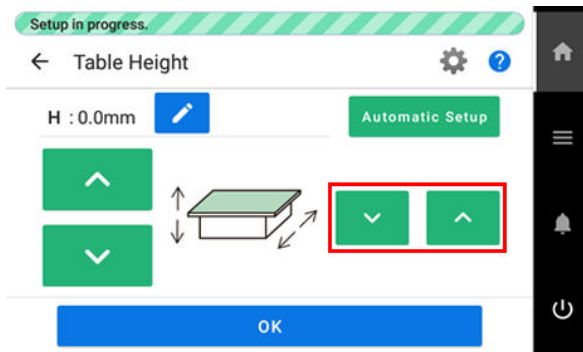 Setup in progress.
Table Height
?
H : 0.0mm
Automatic Setup
OK